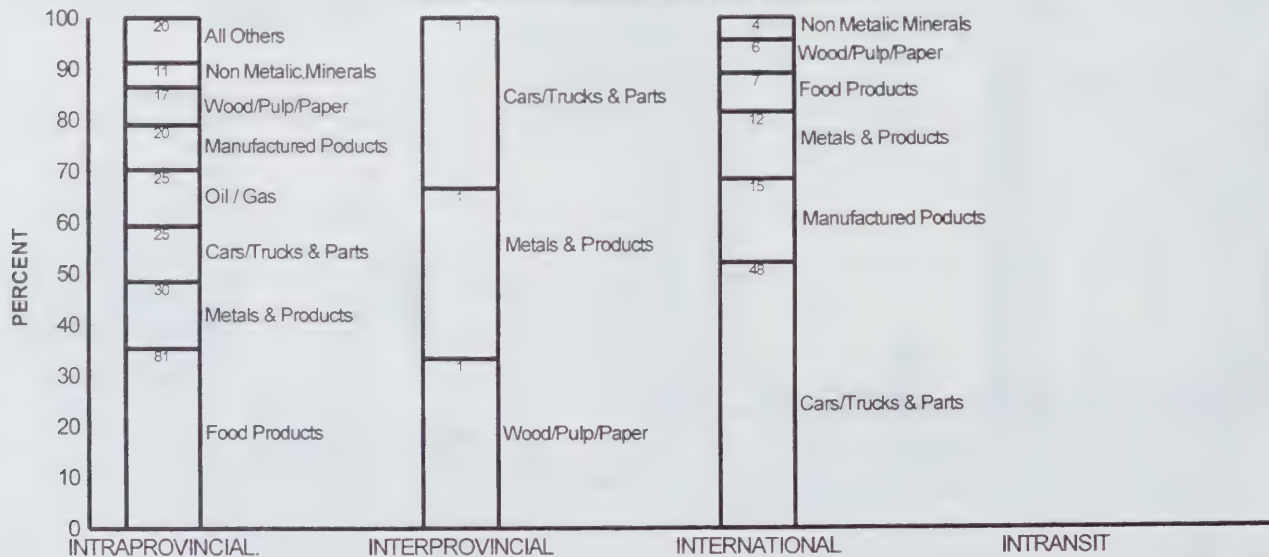 100
90
80
70
60
50
40
30
20
10
0
PERCENT
20 All Others
11 Non Metalic.Minerals
17 Wood/Pulp/Paper
20 Manufactured Poducts
25 Oil / Gas
25 Cars/Trucks & Parts
30 Metals & Products
81 Food Products
INTRAPROVINCIAL.
1 Cars/Trucks & Parts
1 Metals & Products
1 Wood/Pulp/Paper
INTERPROVINCIAL
4 Non Metalic Minerals
6 Wood/Pulp/Paper
7 Food Products
12 Metals & Products
15 Manufactured Poducts
48 Cars/Trucks & Parts
INTERNATIONAL
INTRANSIT